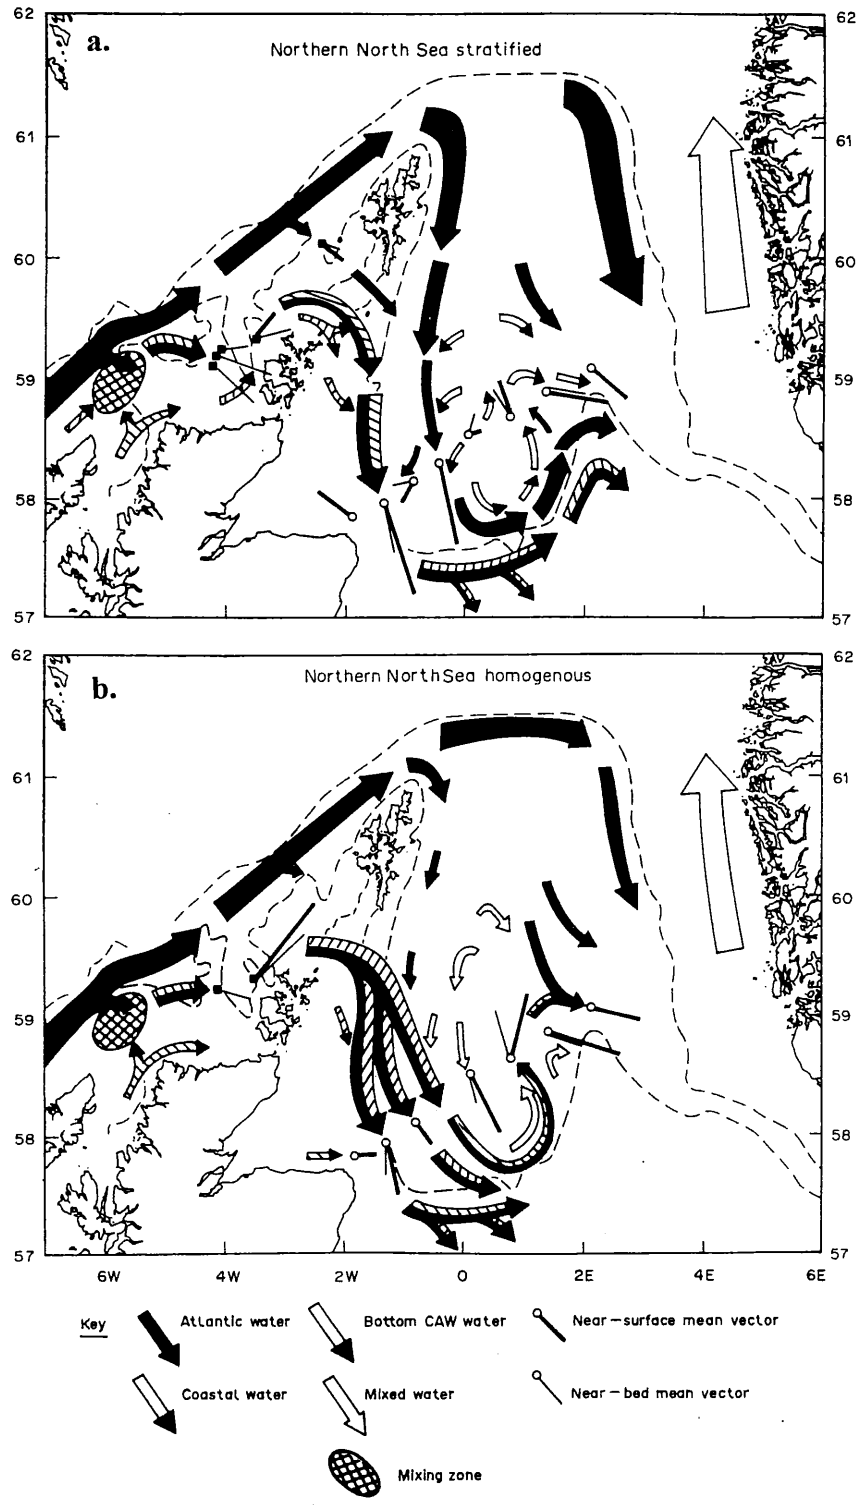 62
62
a.
Northern North Sea stratified
61
61
60
60
59
59
58
58
57
57
62
62
b.
Northern North Sea homogenous
61
61
60
60
59
59
58
58
57
57
6W 4W 2W 0 2E 4E 6E
Key
Atlantic water
Bottom CAW water
Near-surface mean vector
Coastal water
Mixed water
Near-bed mean vector
Mixing zone